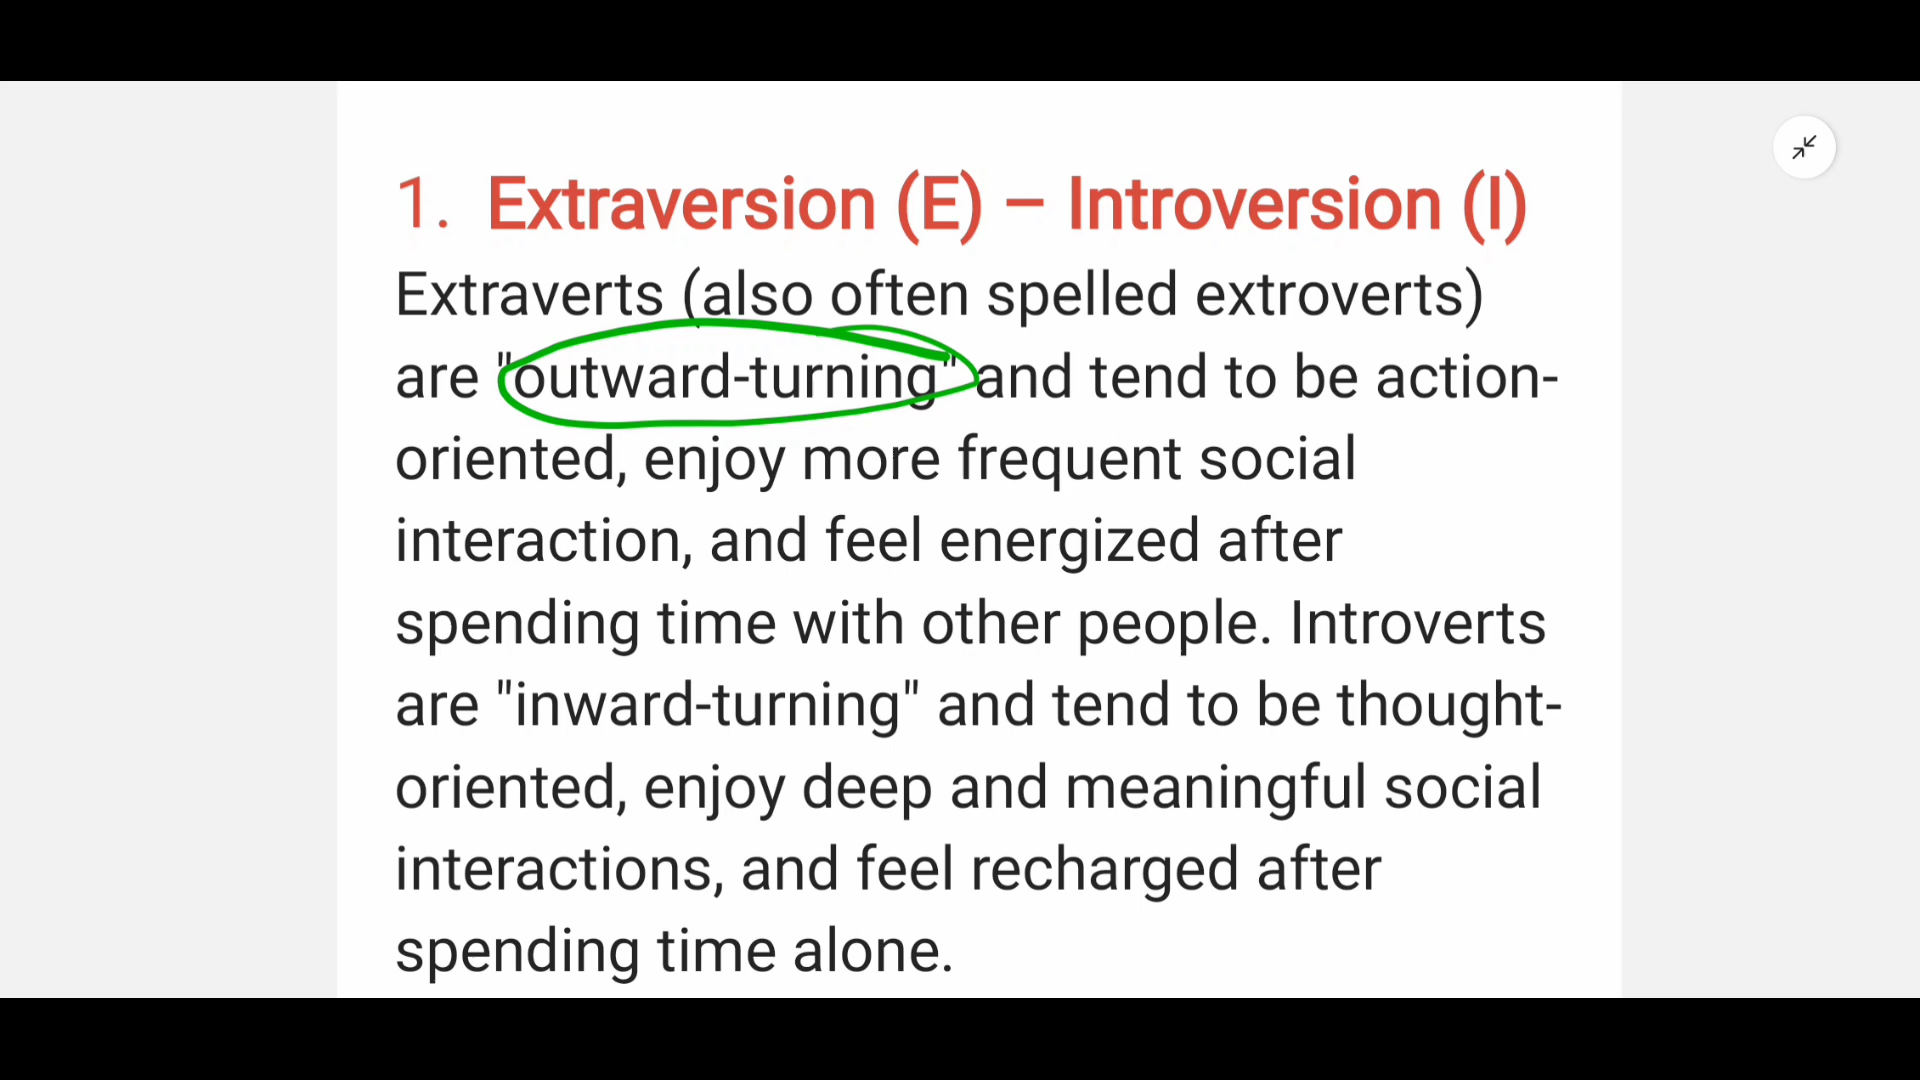 1. Extraversion (E) – Introversion (I)
Extraverts (also often spelled extroverts)
are "outward-turning" and tend to be action-
oriented, enjoy more frequent social
interaction, and feel energized after
spending time with other people. Introverts
are "inward-turning" and tend to be thought-
oriented, enjoy deep and meaningful social
interactions, and feel recharged after
spending time alone.